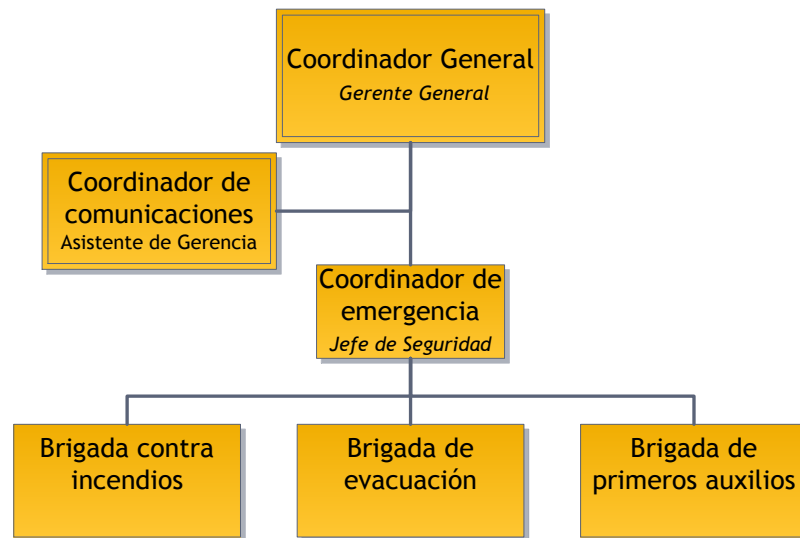 Coordinador General
Gerente General
Coordinador de
comunicaciones
Asistente de Gerencia
Coordinador de
emergencia
Jefe de Seguridad
Brigada contra
incendios
Brigada de
evacuación
Brigada de
primeros auxilios